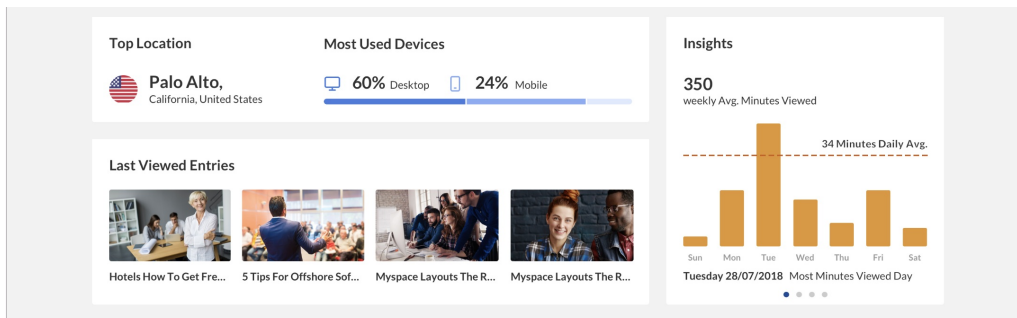 Top Location
Palo Alto,
California, United States
Most Used Devices
60% Desktop
24% Mobile
Last Viewed Entries
Hotels How To Get Fre...
5 Tips For Offshore Sof...
Myspace Layouts The R...
Myspace Layouts The R...
Insights
350
weekly Avg. Minutes Viewed
34 Minutes Daily Avg.
Sun Mon Tue Wed Thu Fri Sat
Tuesday 28/07/2018 Most Minutes Viewed Day